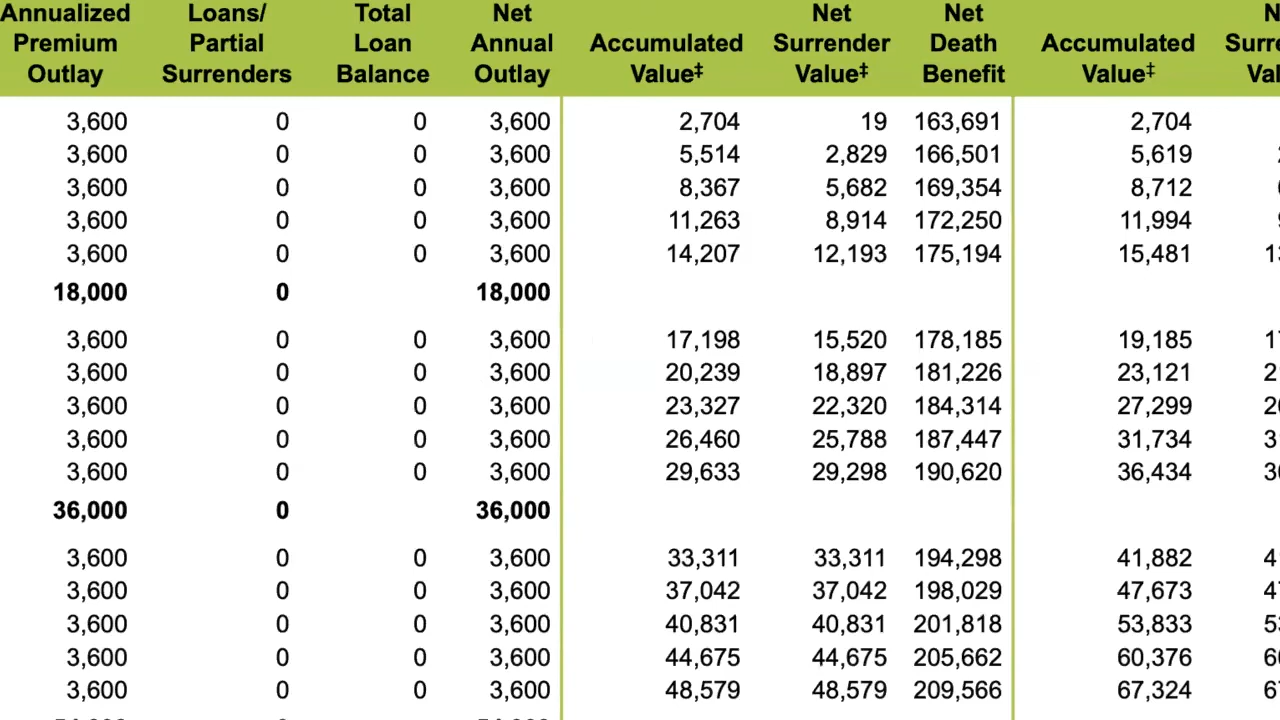 Annualized Loans/ Total Net Net Net
Premium Partial Loan Annual Accumulated Surrender Death Accumulated
Outlay Surrenders Balance Outlay Value‡ Value‡ Benefit Value‡
3,600 0 0 3,600 2,704 19 163,691 2,704
3,600 0 0 3,600 5,514 2,829 166,501 5,619
3,600 0 0 3,600 8,367 5,682 169,354 8,712
3,600 0 0 3,600 11,263 8,914 172,250 11,994
3,600 0 0 3,600 14,207 12,193 175,194 15,481
18,000 0 18,000
3,600 0 0 3,600 17,198 15,520 178,185 19,185
3,600 0 0 3,600 20,239 18,897 181,226 23,121
3,600 0 0 3,600 23,327 22,320 184,314 27,299
3,600 0 0 3,600 26,460 25,788 187,447 31,734
3,600 0 0 3,600 29,633 29,298 190,620 36,434
36,000 0 36,000
3,600 0 0 3,600 33,311 33,311 194,298 41,882
3,600 0 0 3,600 37,042 37,042 198,029 47,673
3,600 0 0 3,600 40,831 40,831 201,818 53,833
3,600 0 0 3,600 44,675 44,675 205,662 60,376
3,600 0 0 3,600 48,579 48,579 209,566 67,324